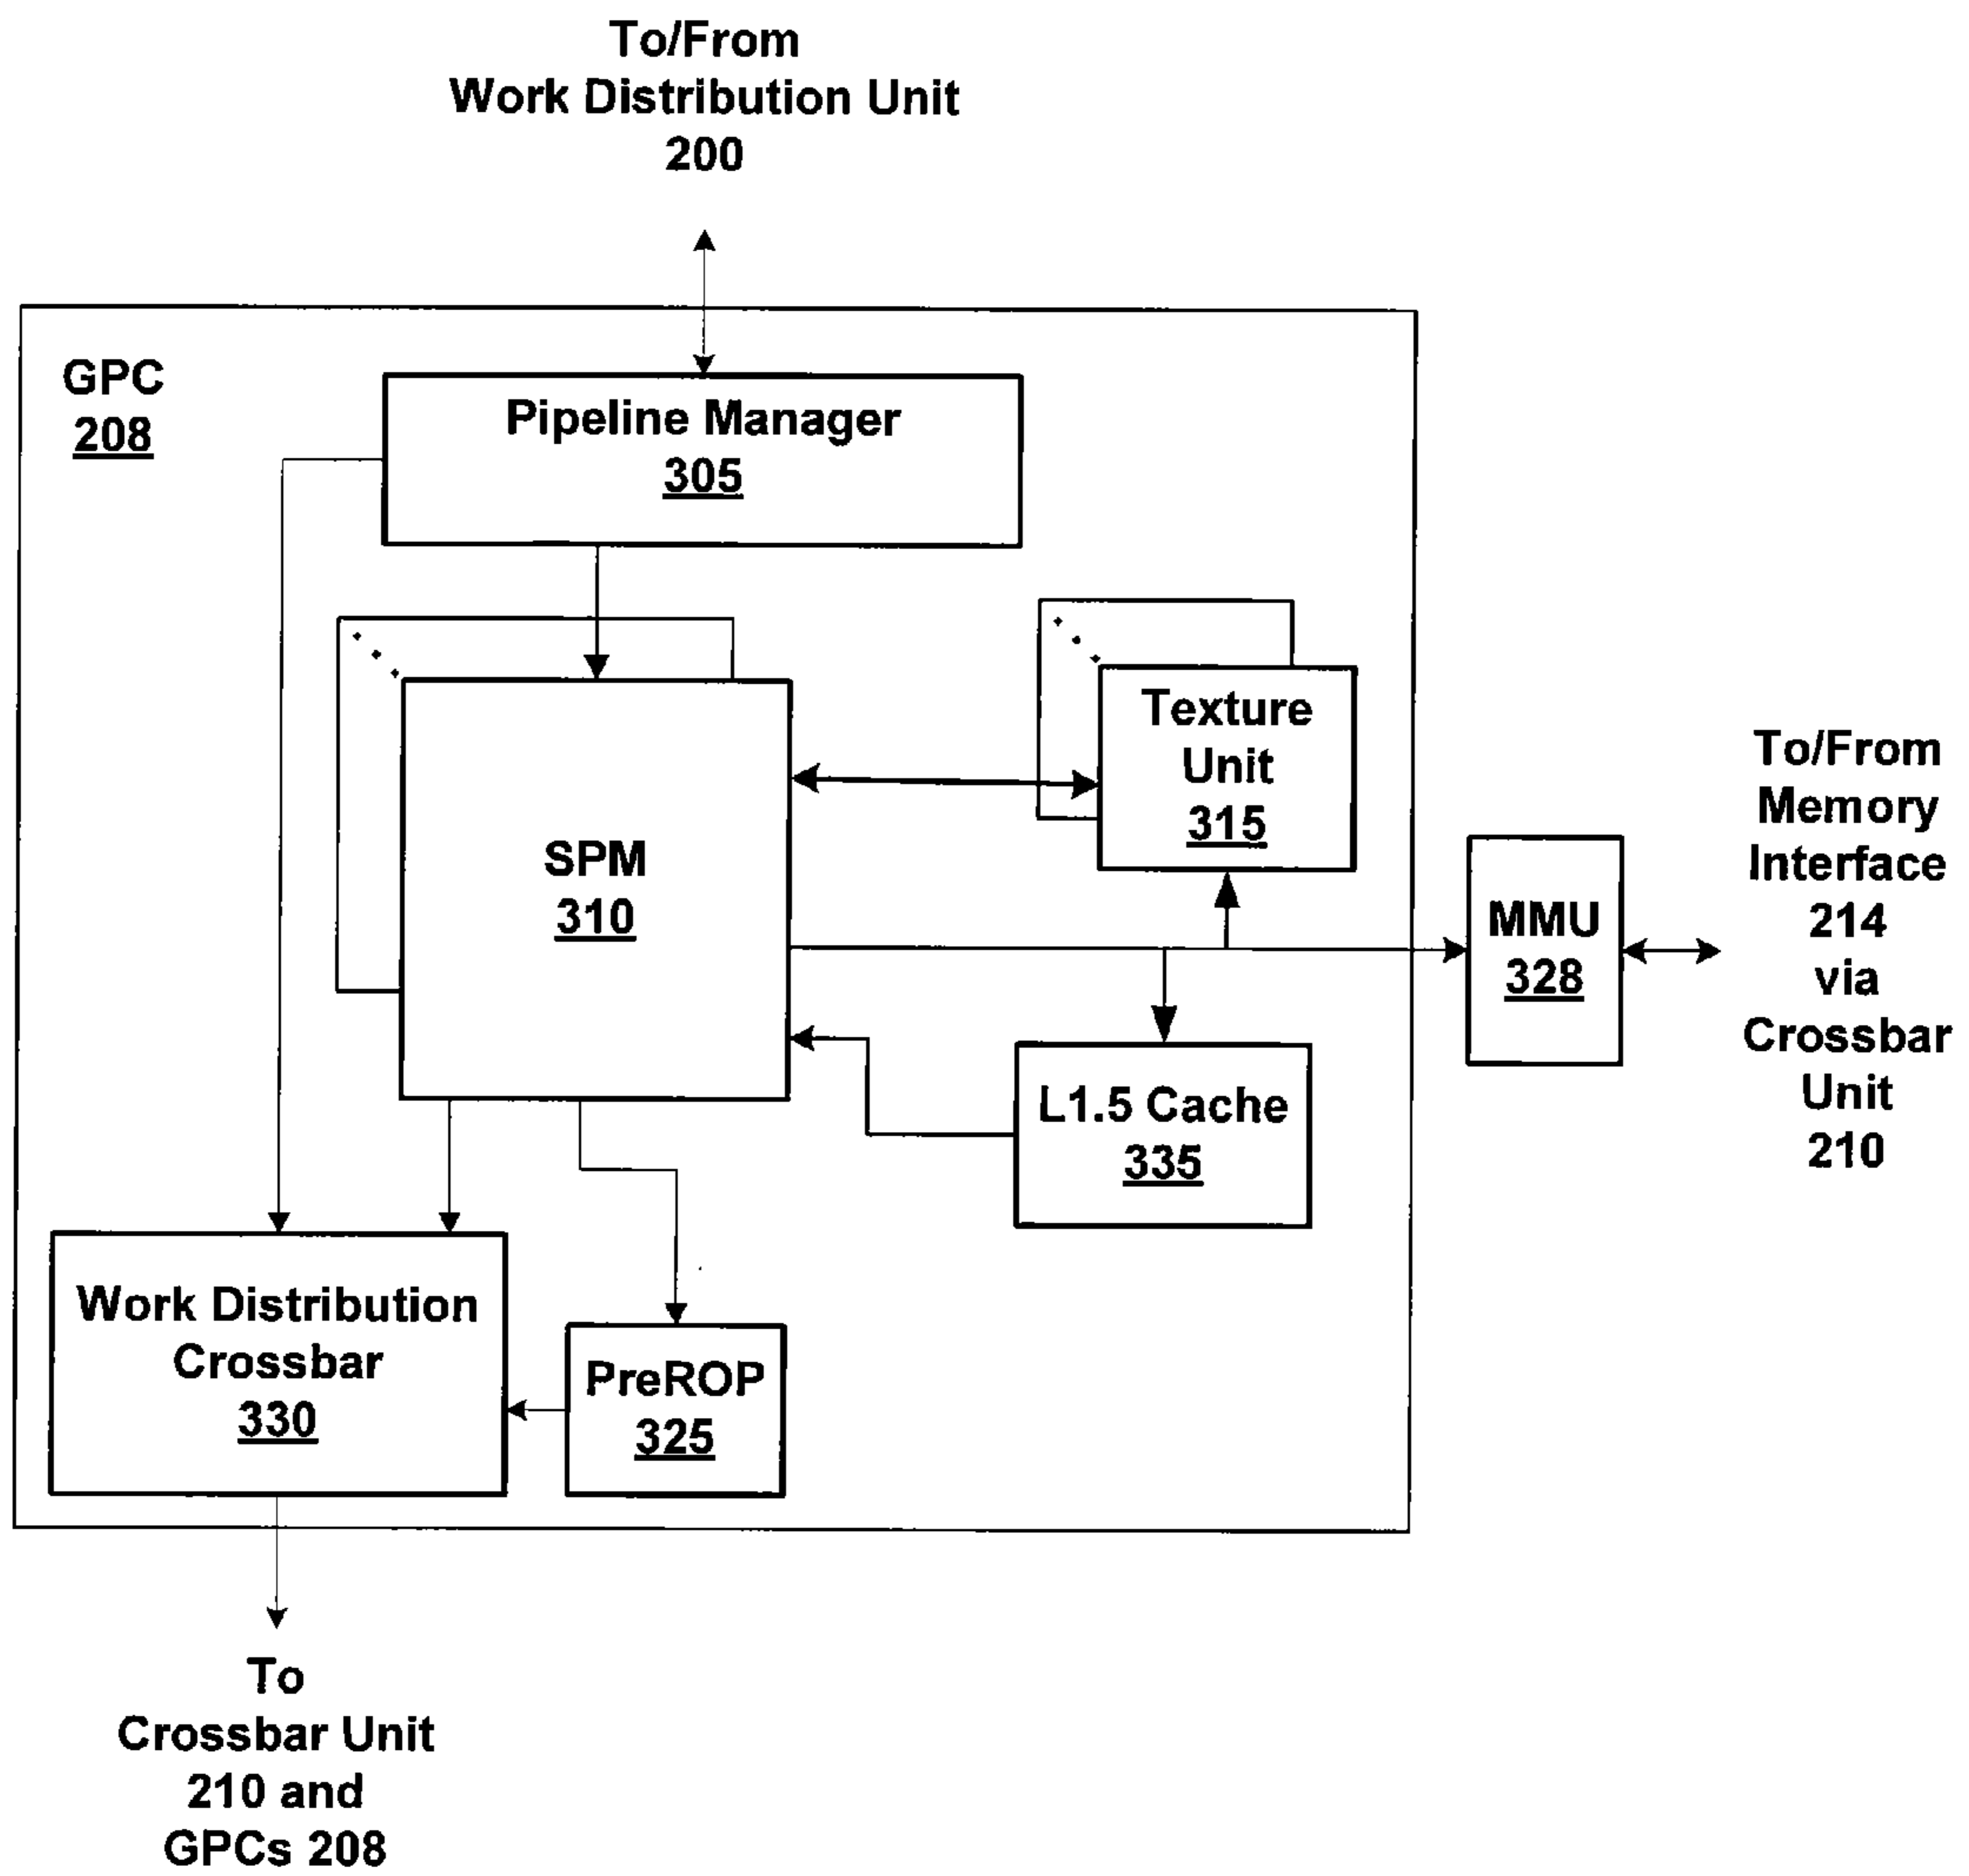 To/From
Work Distribution Unit
200
GPC
208
Pipeline Manager
305
Texture
Unit
315
SPM
310
To/From
Memory
Interface
214
via
Crossbar
Unit
210
MMU
328
L1.5 Cache
335
Work Distribution
Crossbar
330
PreROP
325
To
Crossbar Unit
210 and
GPCs 208